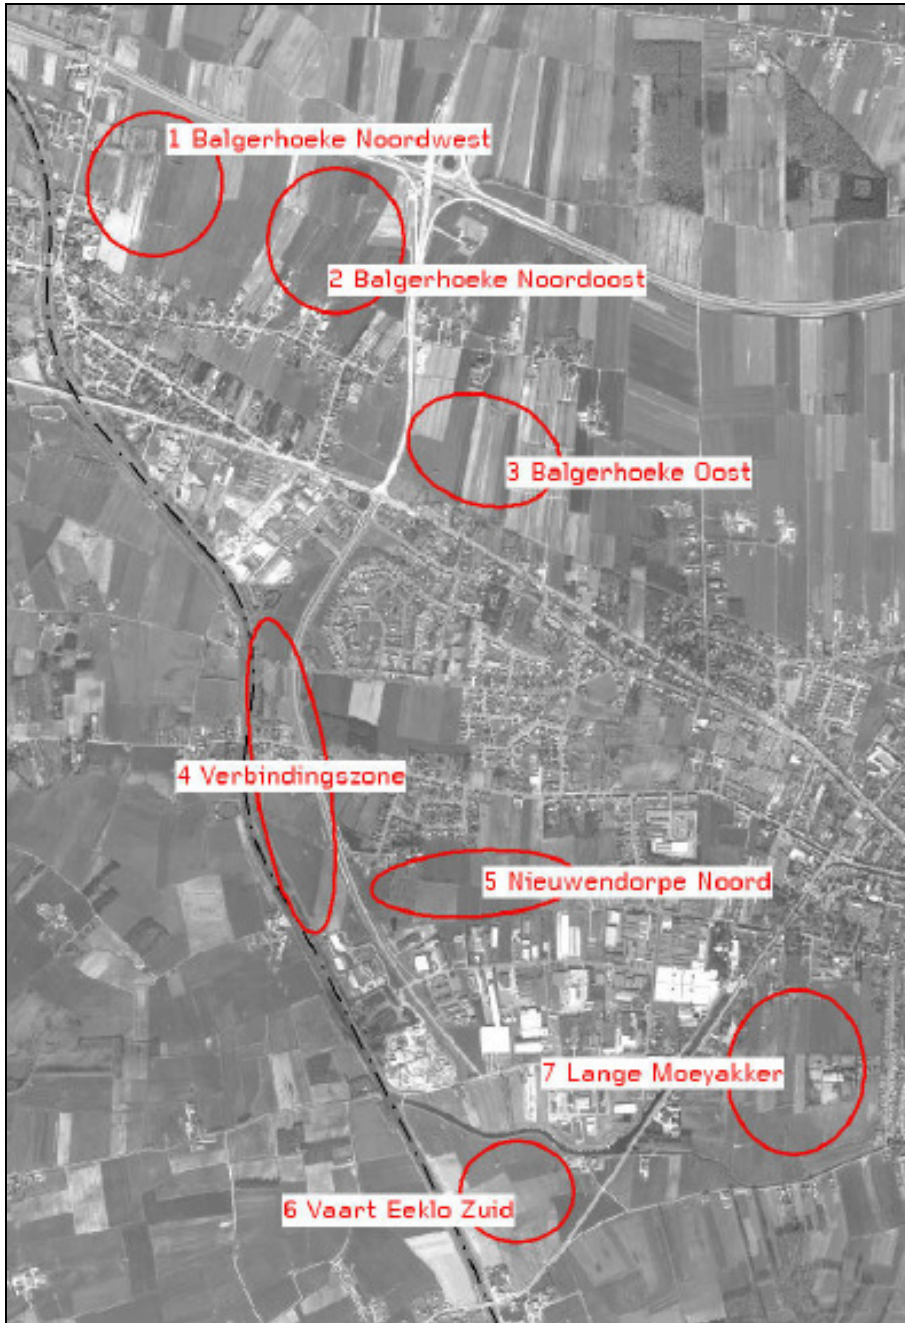 1 Balgerhoeke Noordwest
2 Balgerhoeke Noordoost
3 Balgerhoeke Oost
4 Verbindingszone
5 Nieuwendorpe Noord
7 Lange Moeyakker
6 Vaart Eeklo Zuid